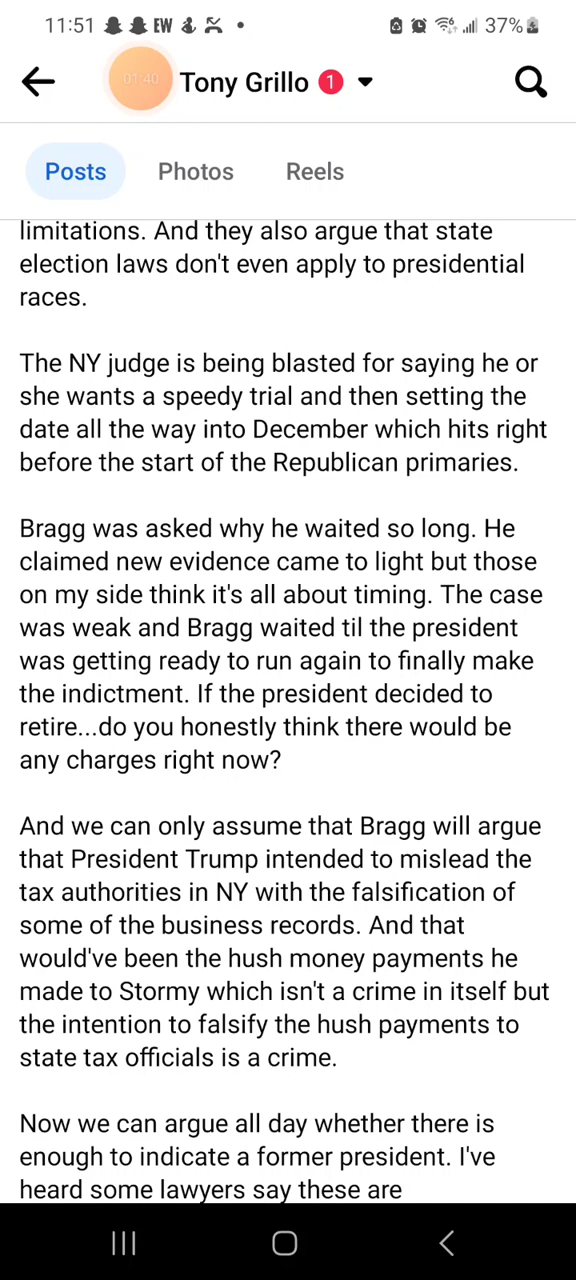 11:51 EW 37%
01:40 Tony Grillo 1
Posts Photos Reels
limitations. And they also argue that state
election laws don't even apply to presidential
races.
The NY judge is being blasted for saying he or
she wants a speedy trial and then setting the
date all the way into December which hits right
before the start of the Republican primaries.
Bragg was asked why he waited so long. He
claimed new evidence came to light but those
on my side think it's all about timing. The case
was weak and Bragg waited til the president
was getting ready to run again to finally make
the indictment. If the president decided to
retire...do you honestly think there would be
any charges right now?
And we can only assume that Bragg will argue
that President Trump intended to mislead the
tax authorities in NY with the falsification of
some of the business records. And that
would've been the hush money payments he
made to Stormy which isn't a crime in itself but
the intention to falsify the hush payments to
state tax officials is a crime.
Now we can argue all day whether there is
enough to indicate a former president. I've
heard some lawyers say these are